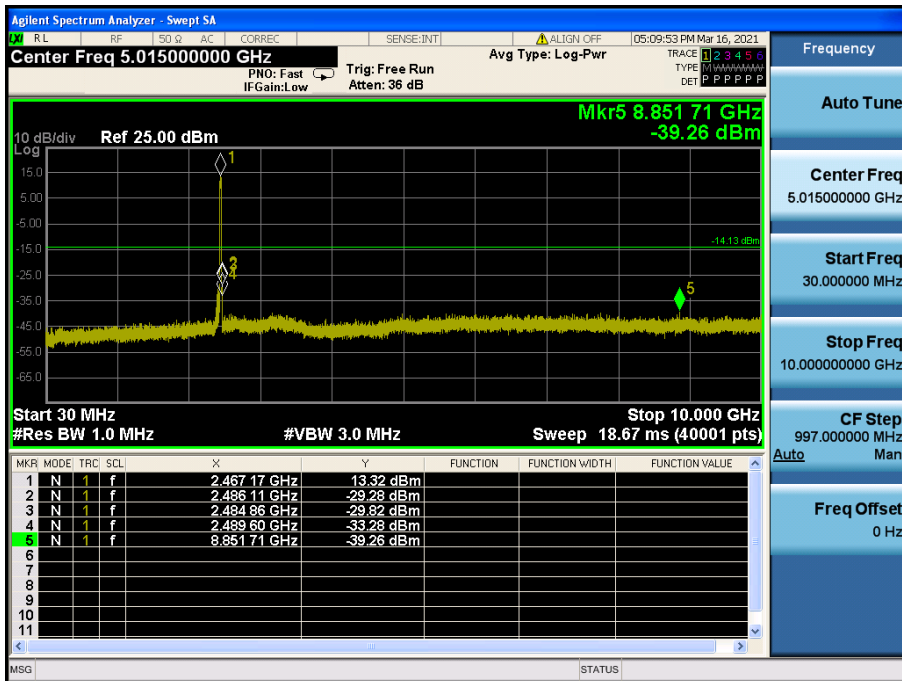 Agilent Spectrum Analyzer - Swept SA
LXI RL RF 50 Ω AC CORREC SENSE:INT ALIGN OFF 05:09:53 PM Mar 16, 2021
Center Freq 5.015000000 GHz
PNO: Fast
IFGain:Low
Trig: Free Run
Atten: 36 dB
Avg Type: Log-Pwr
TRACE 1 2 3 4 5 6
TYPE MWWWWW
DET P P P P P P
Mkr5 8.851 71 GHz
-39.26 dBm
10 dB/div Ref 25.00 dBm
Log
15.0
5.00
-5.00
-15.0
-25.0
-35.0
-45.0
-55.0
-65.0
1
3
4
5
-14.13 dBm
Start 30 MHz Stop 10.000 GHz
#Res BW 1.0 MHz #VBW 3.0 MHz Sweep 18.67 ms (40001 pts)
MKR MODE TRC SCL X Y FUNCTION FUNCTION WIDTH FUNCTION VALUE
1 N 1 f 2.467 17 GHz 13.32 dBm
2 N 1 f 2.486 11 GHz -29.28 dBm
3 N 1 f 2.484 86 GHz -29.82 dBm
4 N 1 f 2.489 60 GHz -33.28 dBm
5 N 1 f 8.851 71 GHz -39.26 dBm
6
7
8
9
10
11
MSG STATUS
Frequency
Auto Tune
Center Freq
5.015000000 GHz
Start Freq
30.000000 MHz
Stop Freq
10.000000000 GHz
CF Step
997.000000 MHz
Auto Man
Freq Offset
0 Hz